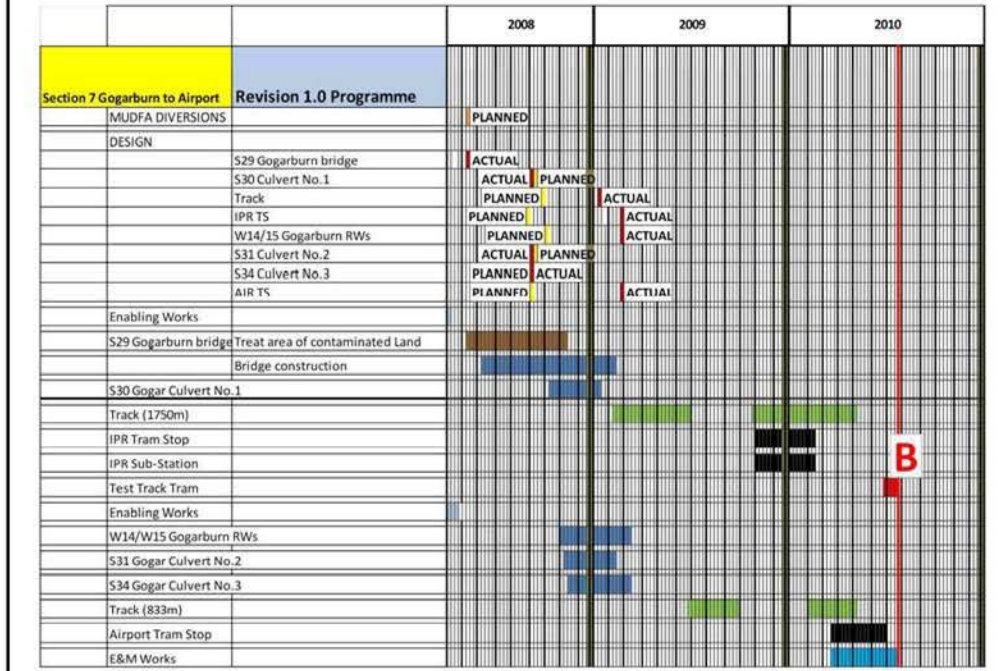 2008 2009 2010
Section 7 Gogarburn to Airport Revision 1.0 Programme
MUDFA DIVERSIONS PLANNED
DESIGN
S29 Gogarburn bridge ACTUAL
S30 Culvert No.1 ACTUAL PLANNED
Track PLANNED ACTUAL
IPR TS PLANNED ACTUAL
W14/15 Gogarburn RWs PLANNED ACTUAL
S31 Culvert No.2 ACTUAL PLANNED
S34 Culvert No.3 PLANNED ACTUAL
AIR TS PLANNED ACTUAL
Enabling Works
S29 Gogarburn bridge Treat area of contaminated Land
Bridge construction
S30 Gogar Culvert No.1
Track (1750m)
IPR Tram Stop
IPR Sub-Station B
Test Track Tram
Enabling Works
W14/W15 Gogarburn RWs
S31 Gogar Culvert No.2
S34 Gogar Culvert No.3
Track (833m)
Airport Tram Stop
E&M Works